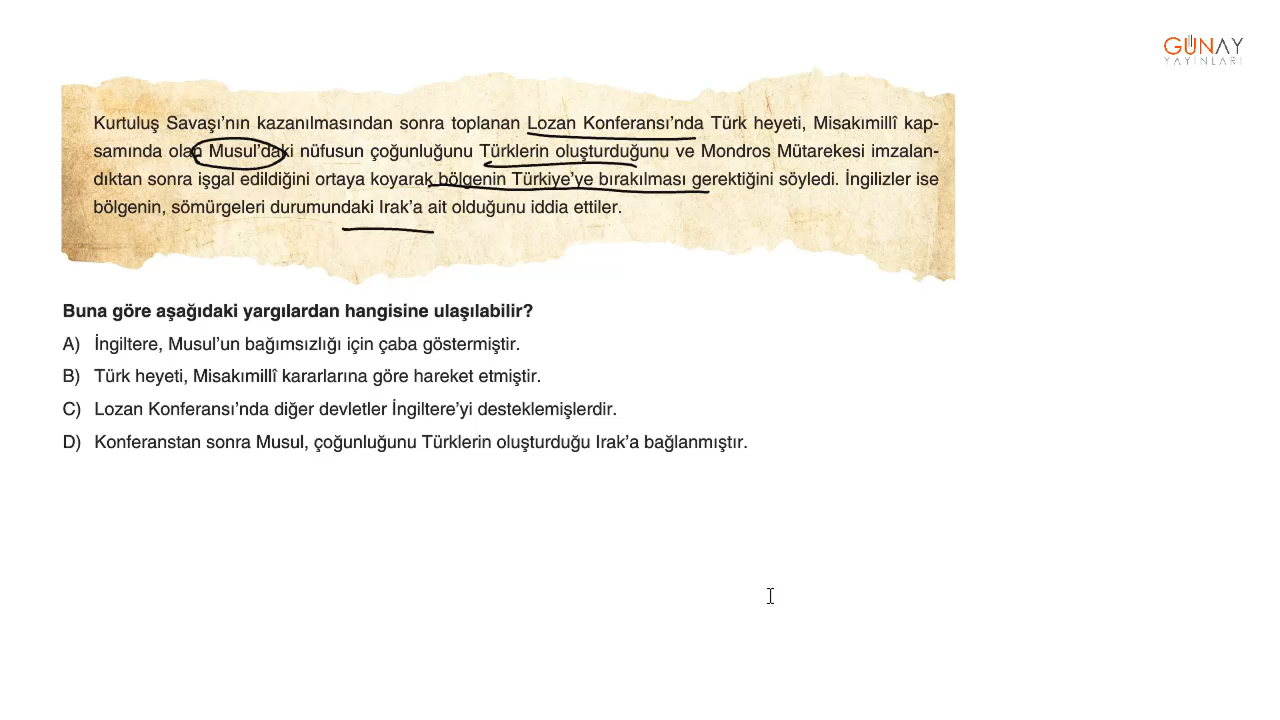 GÜNAY
YAYINLARI
Kurtuluş Savaşı’nın kazanılmasından sonra toplanan Lozan Konferansı’nda Türk heyeti, Misakımillî kap-
samında olan Musul’daki nüfusun çoğunluğunu Türklerin oluşturduğunu ve Mondros Mütarekesi imzalan-
dıktan sonra işgal edildiğini ortaya koyarak bölgenin Türkiye’ye bırakılması gerektiğini söyledi. İngilizler ise
bölgenin, sömürgeleri durumundaki Irak’a ait olduğunu iddia ettiler.
Buna göre aşağıdaki yargılardan hangisine ulaşılabilir?
A) İngiltere, Musul’un bağımsızlığı için çaba göstermiştir.
B) Türk heyeti, Misakımillî kararlarına göre hareket etmiştir.
C) Lozan Konferansı’nda diğer devletler İngiltere’yi desteklemişlerdir.
D) Konferanstan sonra Musul, çoğunluğunu Türklerin oluşturduğu Irak’a bağlanmıştır.